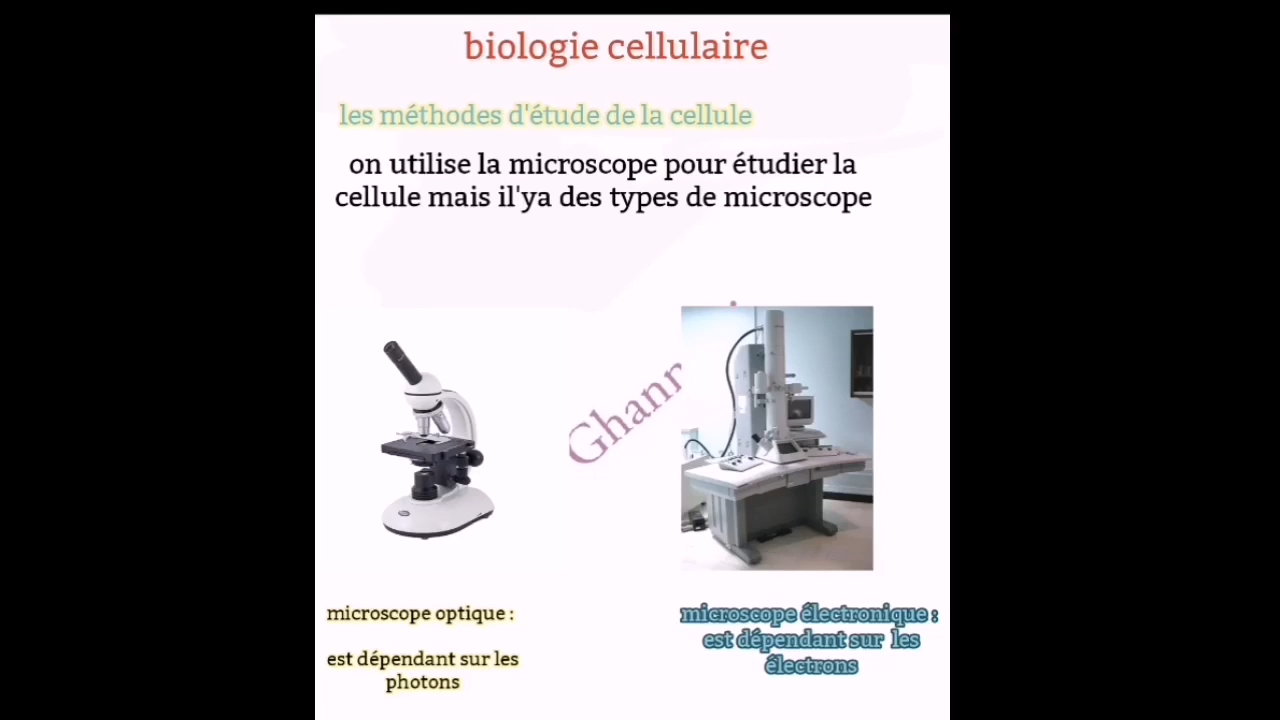 biologie cellulaire
les méthodes d'étude de la cellule
on utilise la microscope pour étudier la
cellule mais il'ya des types de microscope
Ghanr
microscope optique :
est dépendant sur les
photons
microscope électronique :
est dépendant sur les
électrons